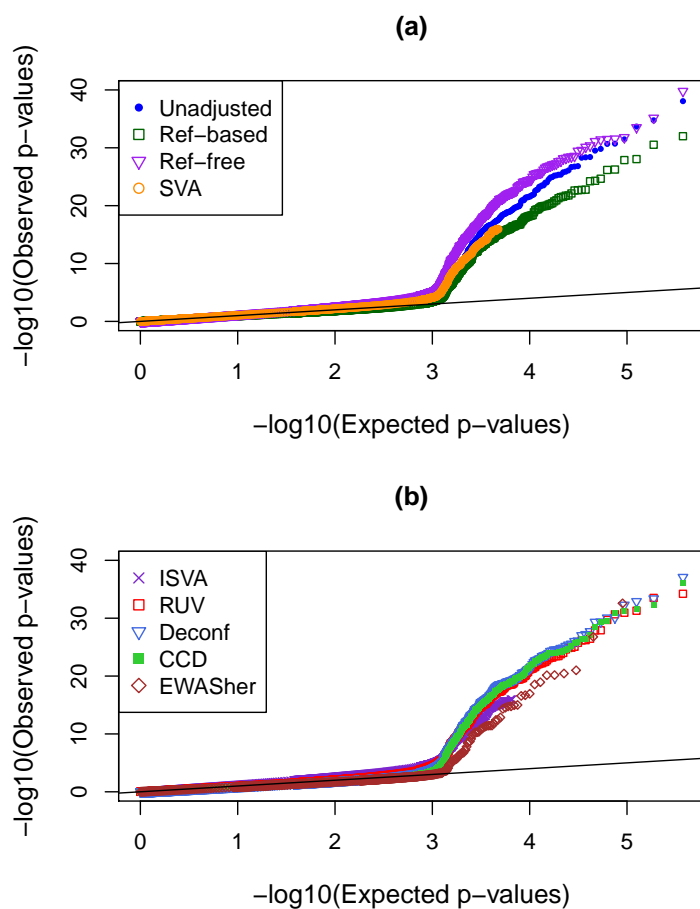 (a)
−log10(Observed p−values)
40
30
20
10
0
Unadjusted
Ref−based
Ref−free
SVA
0 1 2 3 4 5
−log10(Expected p−values)
(b)
−log10(Observed p−values)
40
30
20
10
0
ISVA
RUV
Deconf
CCD
EWASher
0 1 2 3 4 5
−log10(Expected p−values)